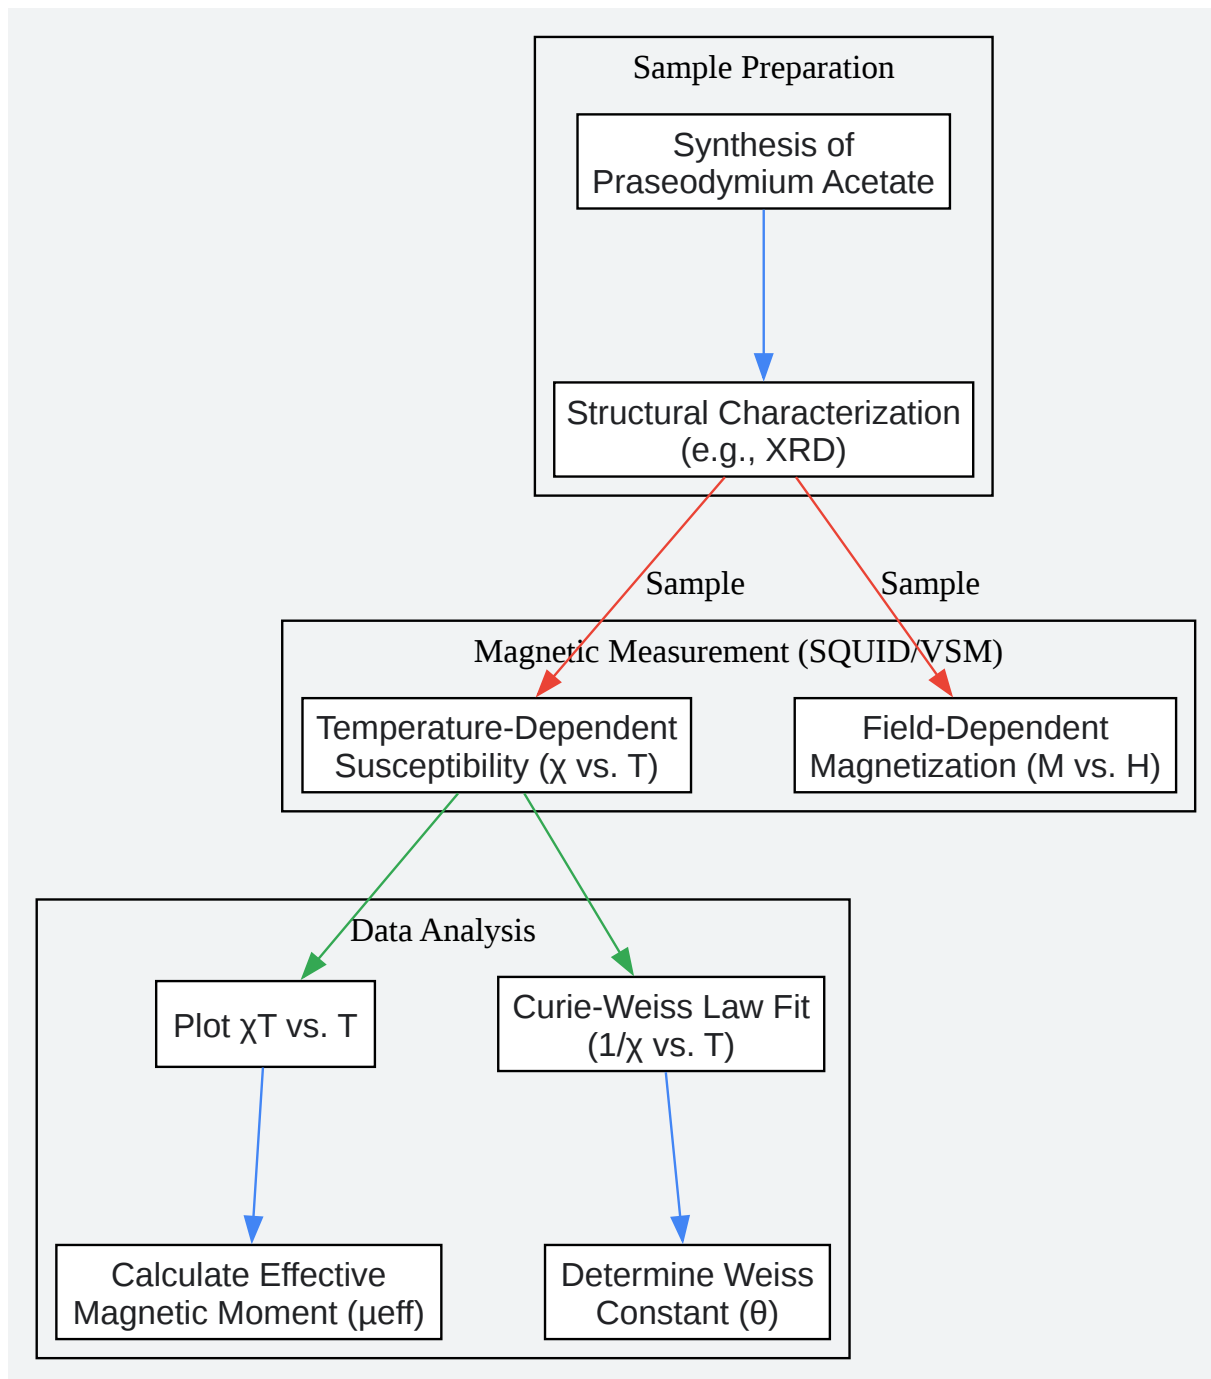 Sample Preparation
Synthesis of
Praseodymium Acetate
Structural Characterization
(e.g., XRD)
Sample
Sample
Magnetic Measurement (SQUID/VSM)
Temperature-Dependent
Susceptibility (χ vs. T)
Field-Dependent
Magnetization (M vs. H)
Data Analysis
Plot χT vs. T
Curie-Weiss Law Fit
(1/χ vs. T)
Calculate Effective
Magnetic Moment (µeff)
Determine Weiss
Constant (θ)